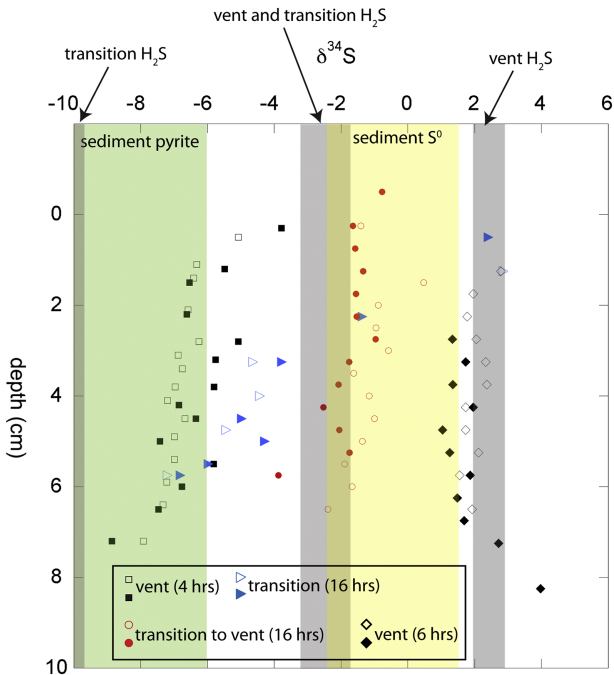 vent and transition H2S
transition H2S
δ34S
vent H2S
-10 -8 -6 -4 -2 0 2 4 6
sediment pyrite
sediment S0
0
2
4
6
8
10
depth (cm)
vent (4 hrs)
transition (16 hrs)
transition to vent (16 hrs)
vent (6 hrs)